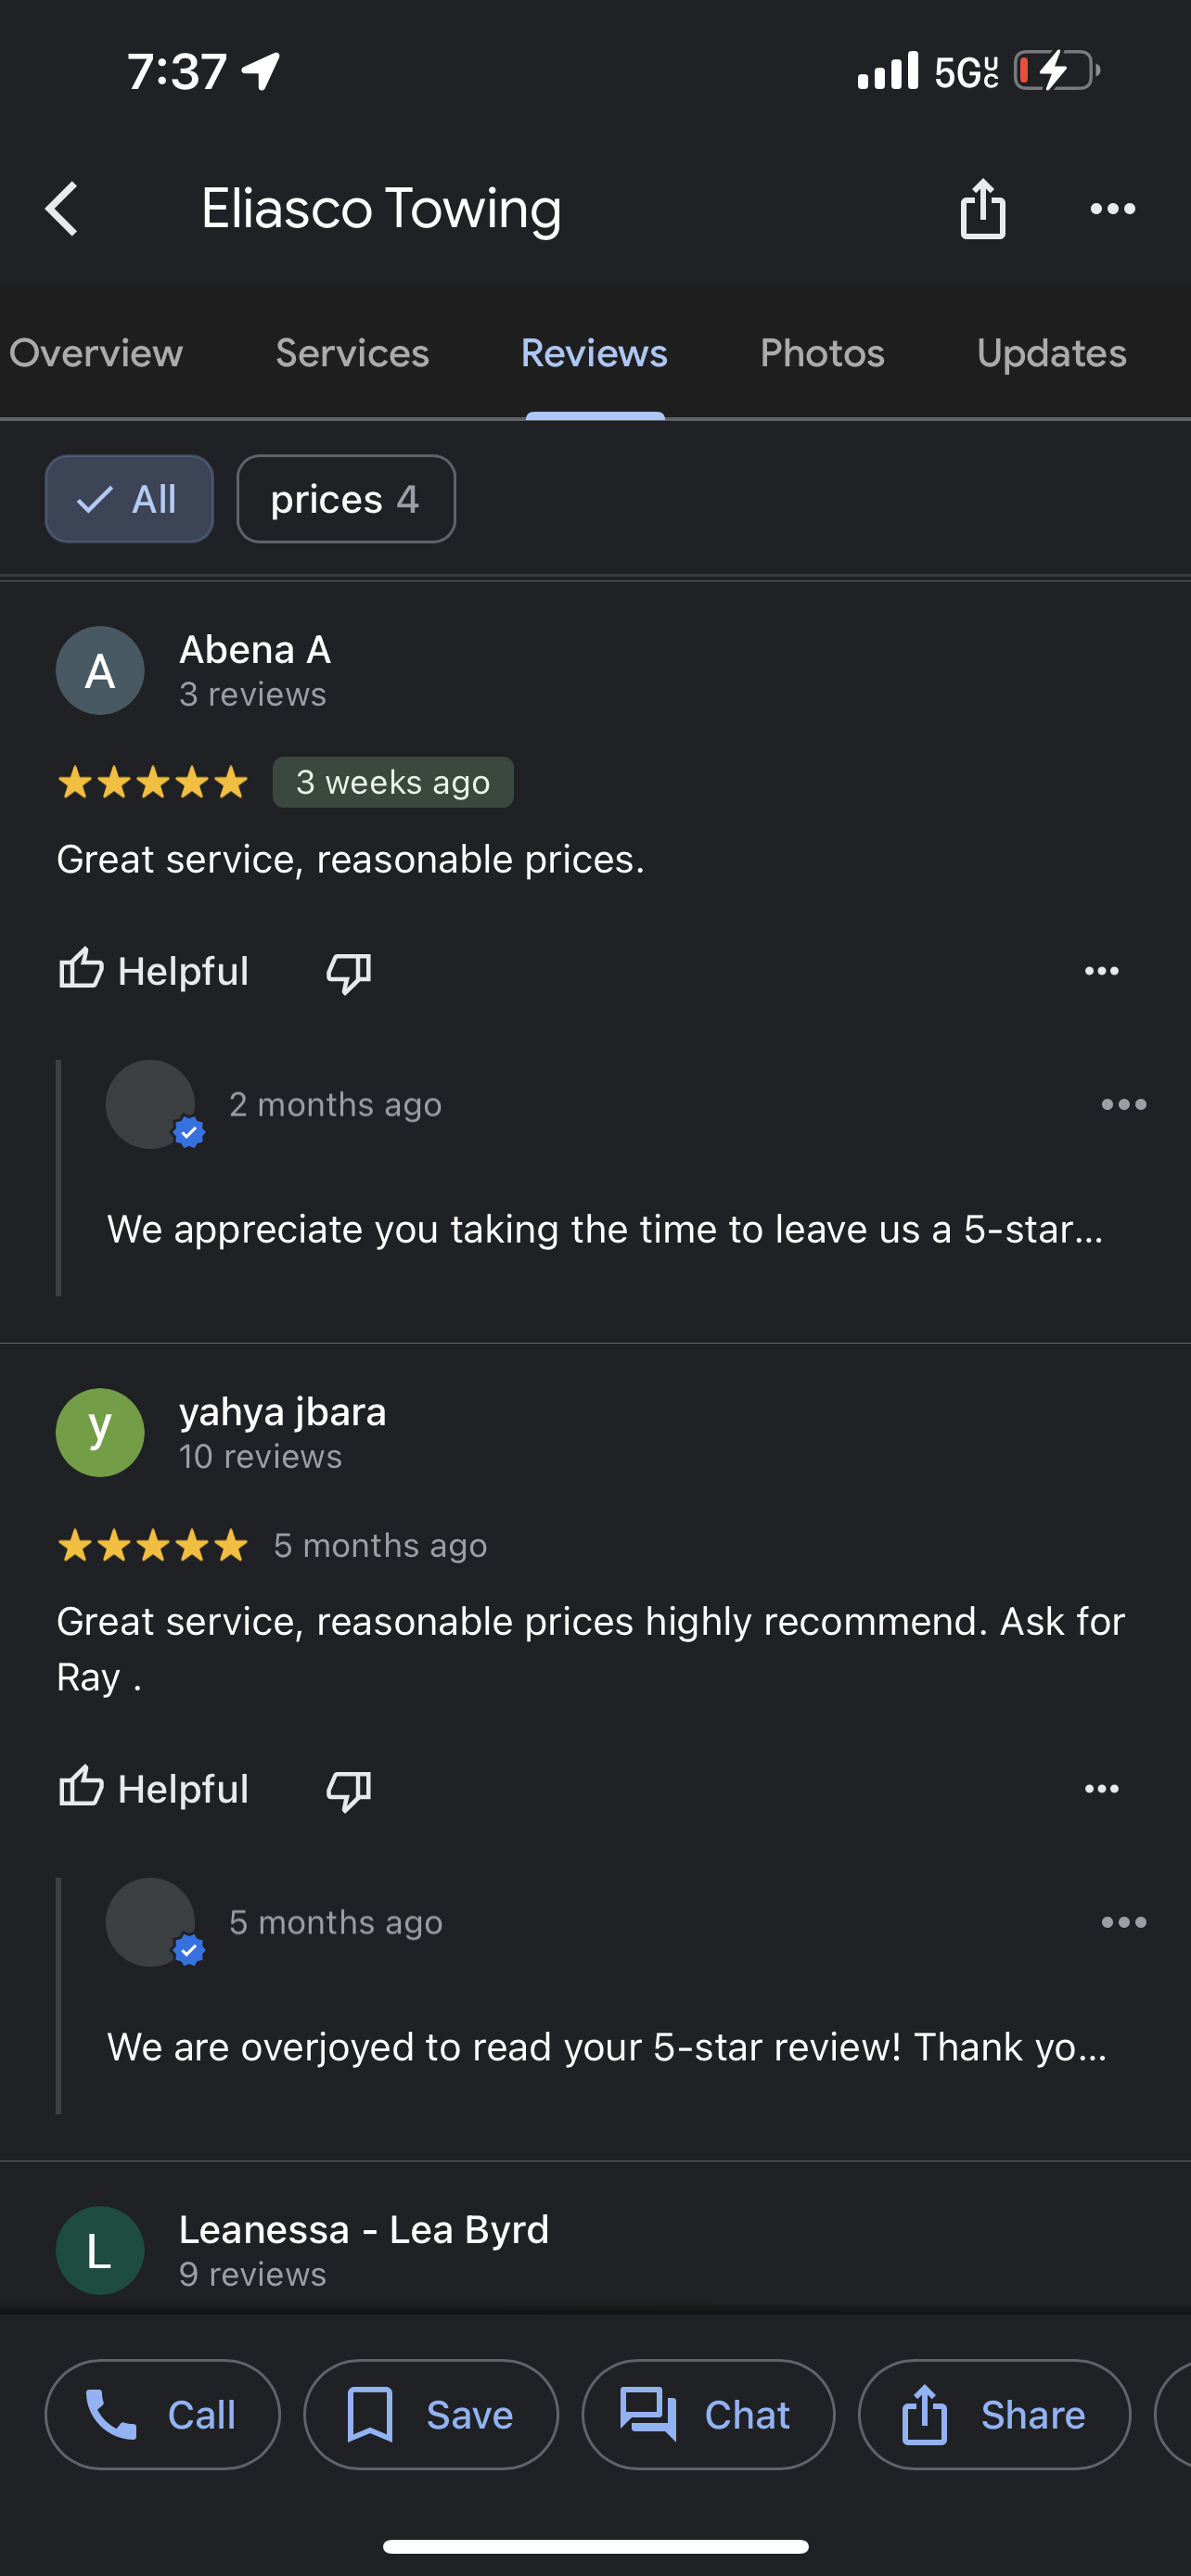 7:37
5G UC
Eliasco Towing
Overview Services Reviews Photos Updates
All prices 4
A
Abena A
3 reviews
3 weeks ago
Great service, reasonable prices.
Helpful
2 months ago
We appreciate you taking the time to leave us a 5-star...
y
yahya jbara
10 reviews
5 months ago
Great service, reasonable prices highly recommend. Ask for
Ray .
Helpful
5 months ago
We are overjoyed to read your 5-star review! Thank yo...
L
Leanessa - Lea Byrd
9 reviews
Call Save Chat Share